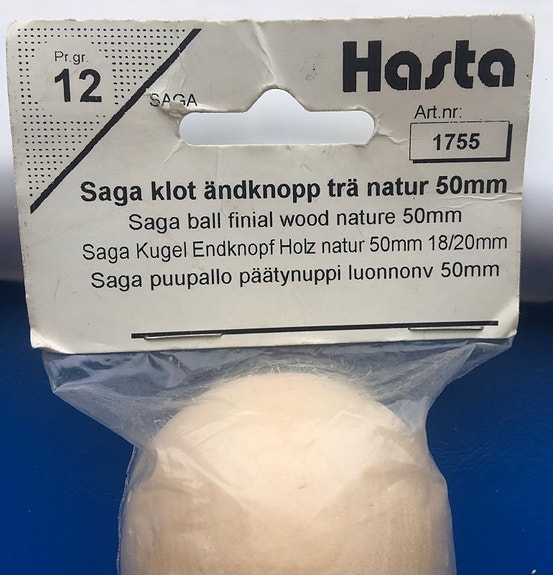 Pr.gr.
12
Hasta
SAGA
Art.nr:
1755
Saga klot ändknopp trä natur 50mm
Saga ball finial wood nature 50mm
Saga Kugel Endknopf Holz natur 50mm 18/20mm
Saga puupallo päätynuppi luonnonv 50mm